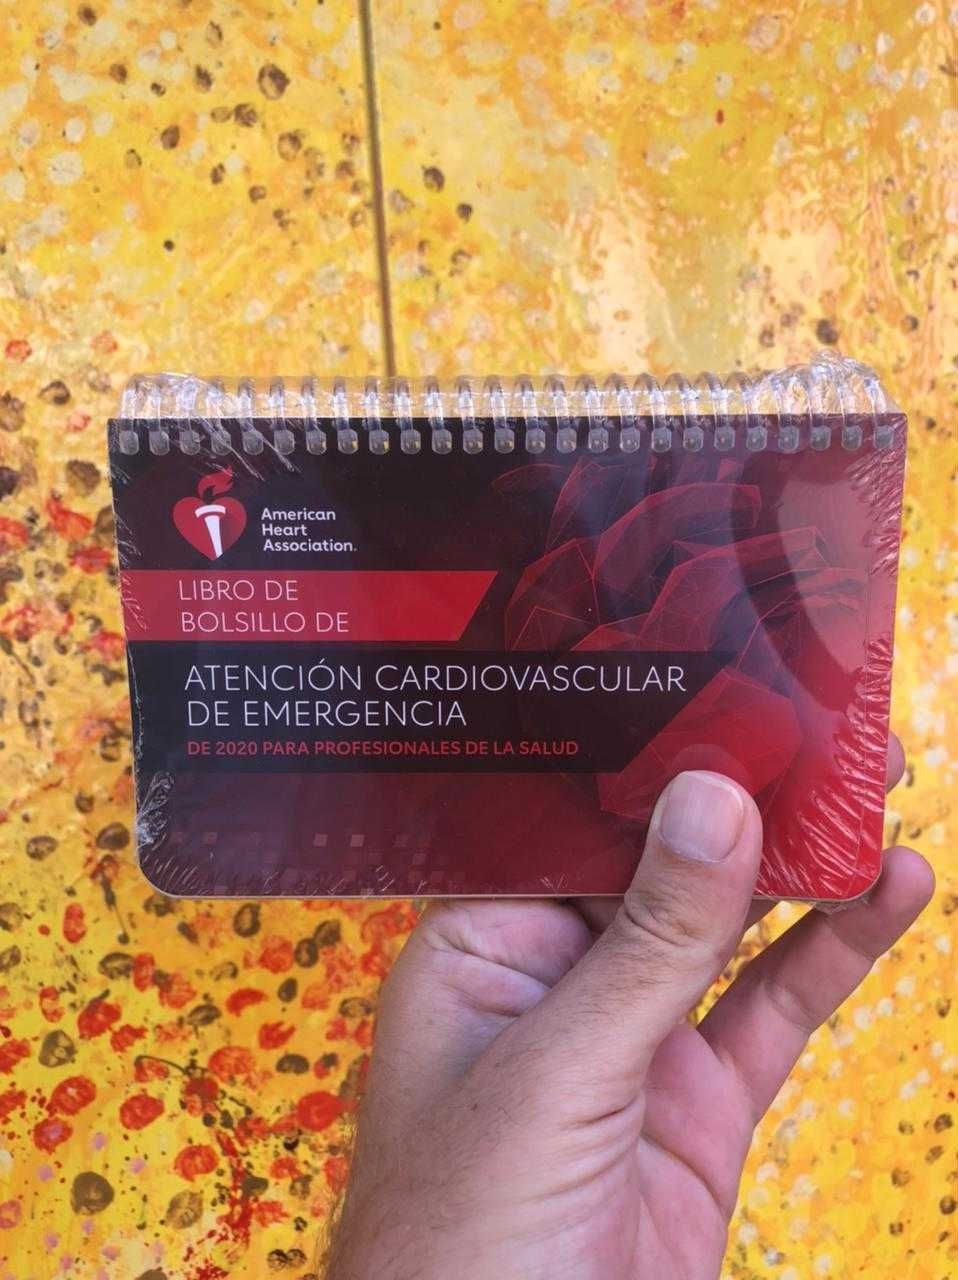 American
Heart
Association.
LIBRO DE
BOLSILLO DE
ATENCIÓN CARDIOVASCULAR
DE EMERGENCIA
DE 2020 PARA PROFESIONALES DE LA SALUD